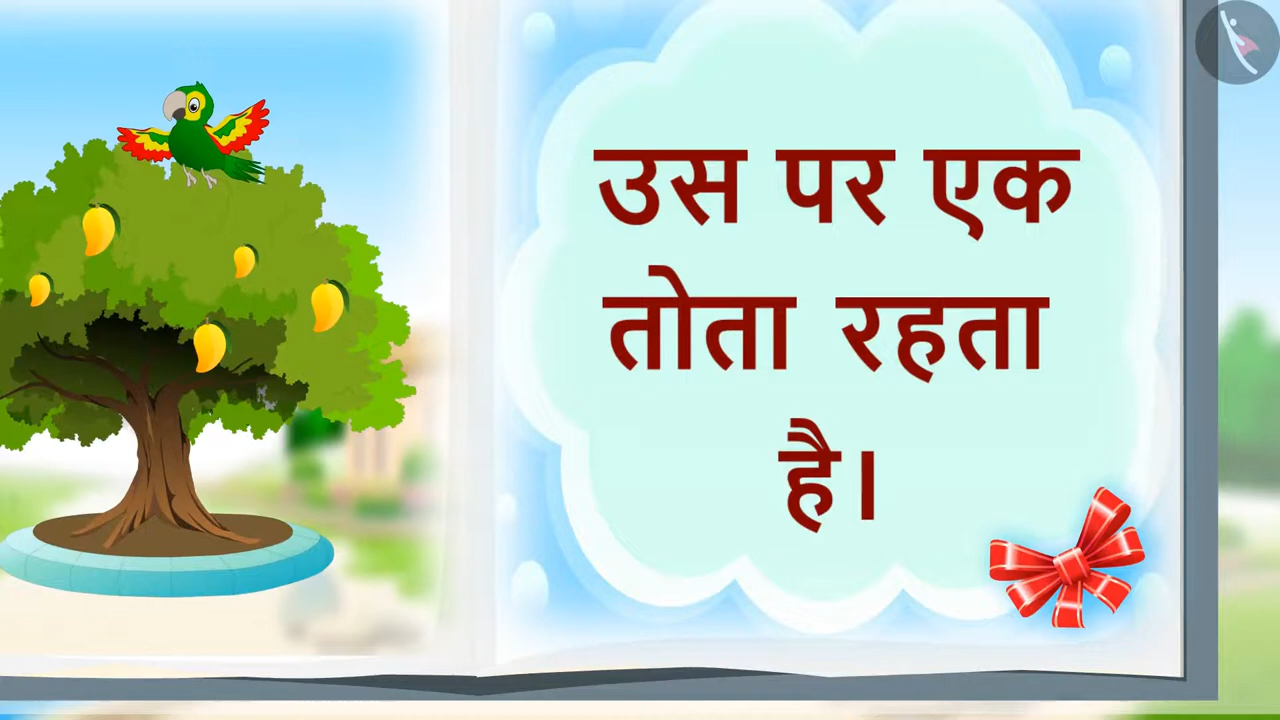 उस पर एक
तोता रहता
है।